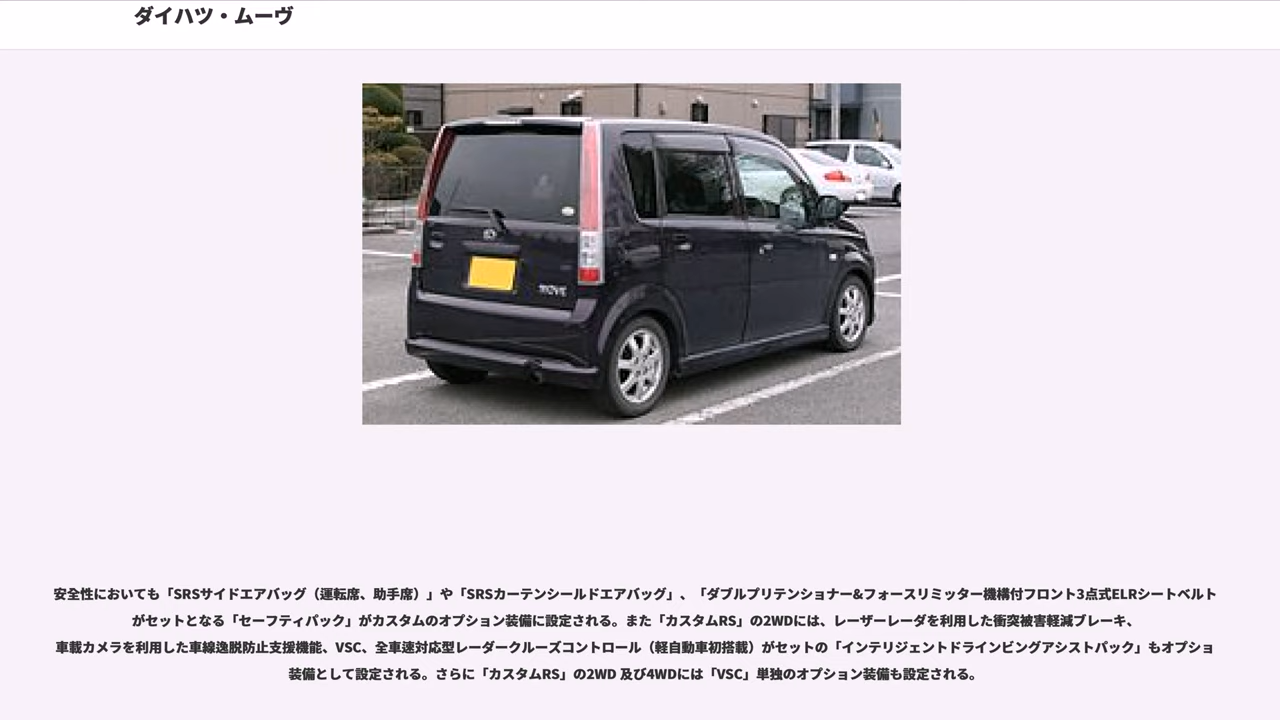 ダイハツ・ムーヴ
MOVE
安全性においても「SRSサイドエアバッグ（運転席、助手席）」や「SRSカーテンシールドエアバッグ」、「ダブルプリテンショナー&フォースリミッター機構付フロント3点式ELRシートベルト
がセットとなる「セーフティパック」がカスタムのオプション装備に設定される。また「カスタムRS」の2WDには、レーザーレーダを利用した衝突被害軽減ブレーキ、
車載カメラを利用した車線逸脱防止支援機能、VSC、全車速対応型レーダークルーズコントロール（軽自動車初搭載）がセットの「インテリジェントドラインビングアシストパック」もオプショ
装備として設定される。さらに「カスタムRS」の2WD 及び4WDには「VSC」単独のオプション装備も設定される。